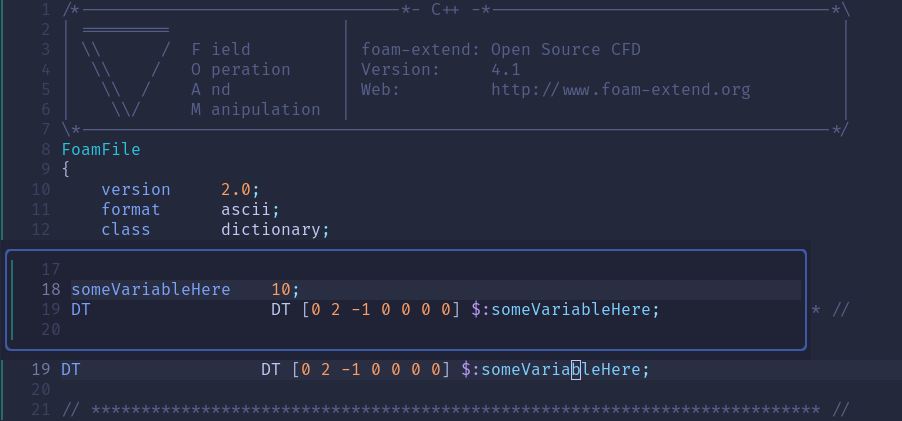 1 /*--------------------------------*- C++ -*----------------------------------*\
2 | =========                 |                                                 |
3 | \\      /  F ield         | foam-extend: Open Source CFD                    |
4 |  \\    /   O peration     | Version:     4.1                                |
5 |   \\  /    A nd           | Web:         http://www.foam-extend.org         |
6 |    \\/     M anipulation  |                                                 |
7 \*---------------------------------------------------------------------------*/
8 FoamFile
9 {
10     version     2.0;
11     format      ascii;
12     class       dictionary;
17
18 someVariableHere    10;
19 DT                  DT [0 2 -1 0 0 0 0] $:someVariableHere; * //
20
19 DT                  DT [0 2 -1 0 0 0 0] $:someVariableHere;
20
21 // ************************************************************************* //